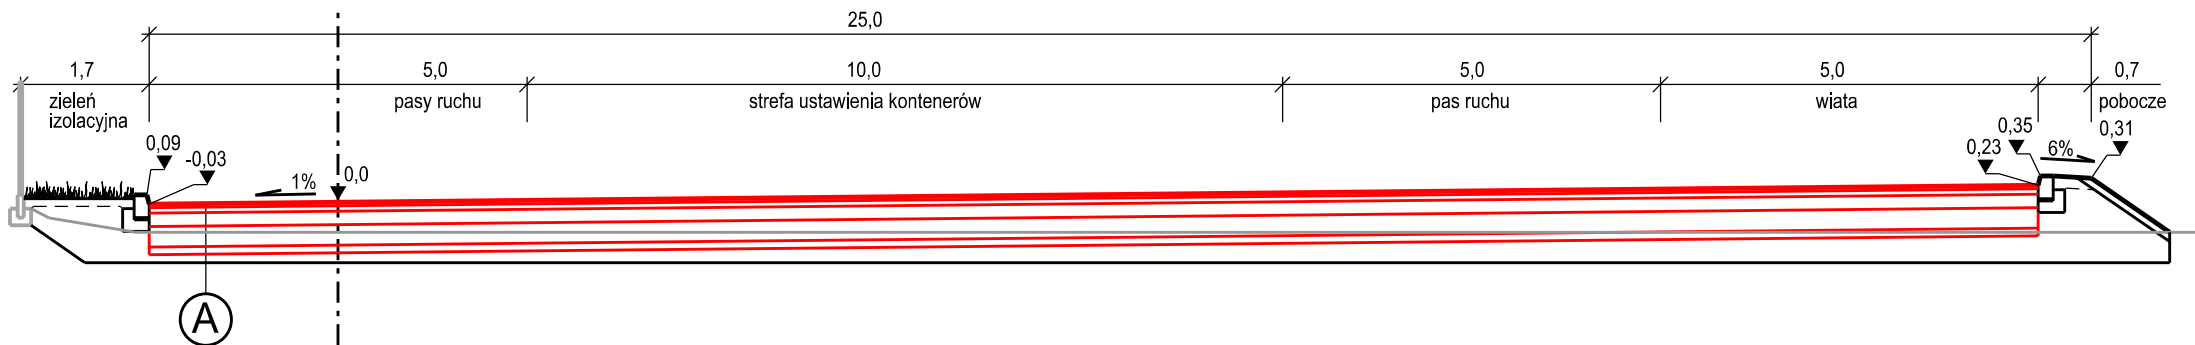 25,0
1,7
5,0
10,0
5,0
5,0
0,7
zieleń
izolacyjna
pasy ruchu
strefa ustawienia kontenerów
pas ruchu
wiata
pobocze
0,09
-0,03
1%
0,0
0,23
0,35
6%
0,31
A